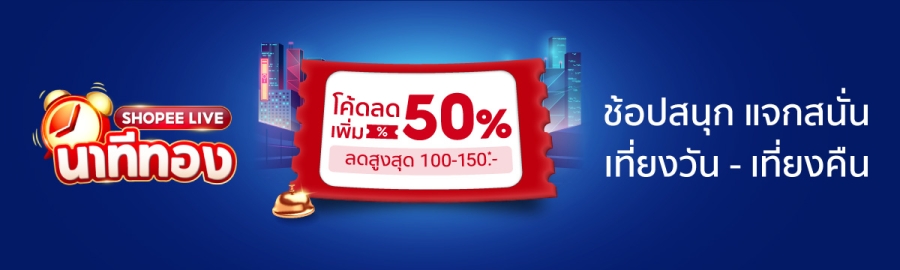 SHOPEE LIVE
นาทีทอง
โค้ดลด
เพิ่ม % 50%
ลดสูงสุด 100-150.-
ช้อปสนุก แจกสนั่น
เที่ยงวัน - เที่ยงคืน